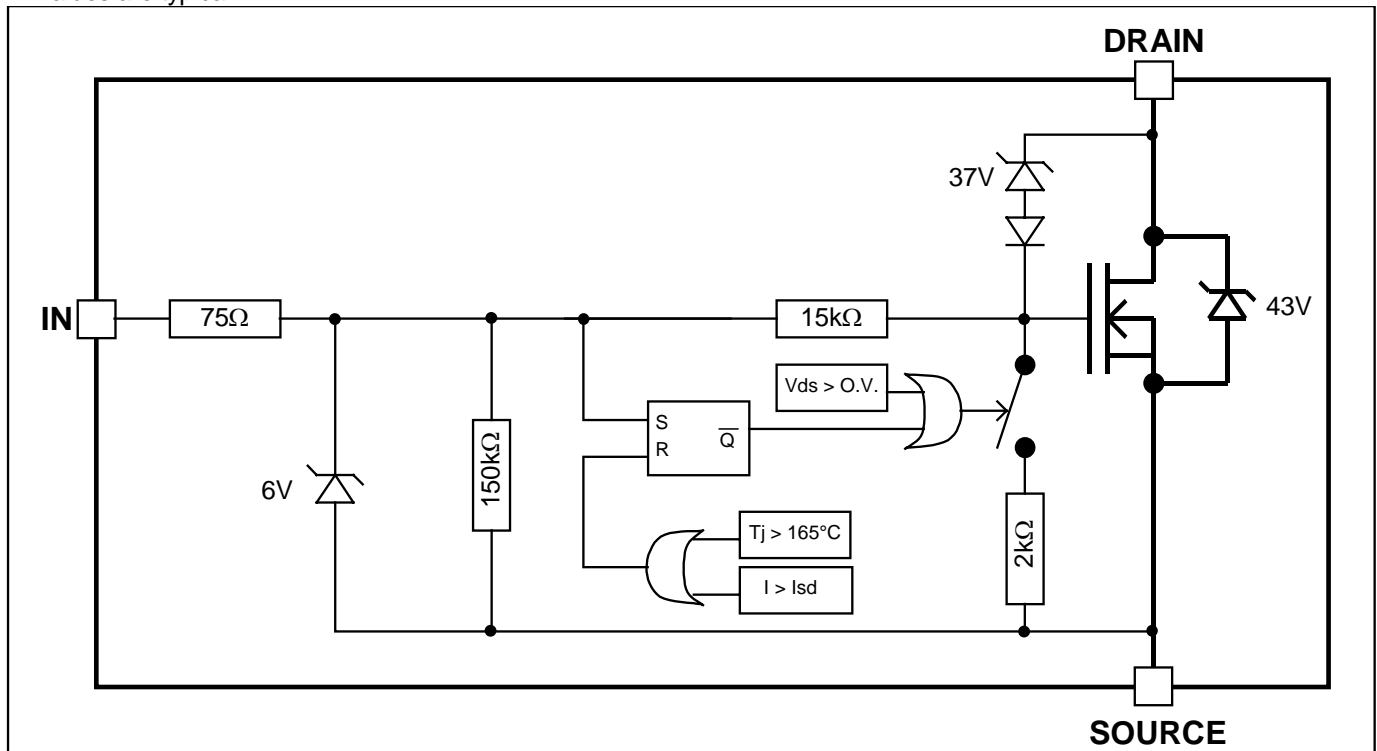 DRAIN
37V
IN
75Ω
15kΩ
43V
Vds > O.V.
S
R
Q̅
6V
150kΩ
Tj > 165°C
I > Isd
2kΩ
SOURCE